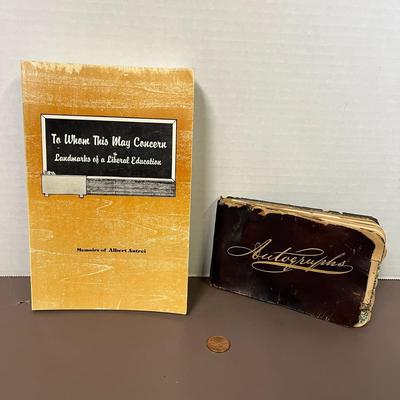 To Whom This May Concern
Landmarks of a Liberal Education
Memoirs of Albert Antrei
Autographs